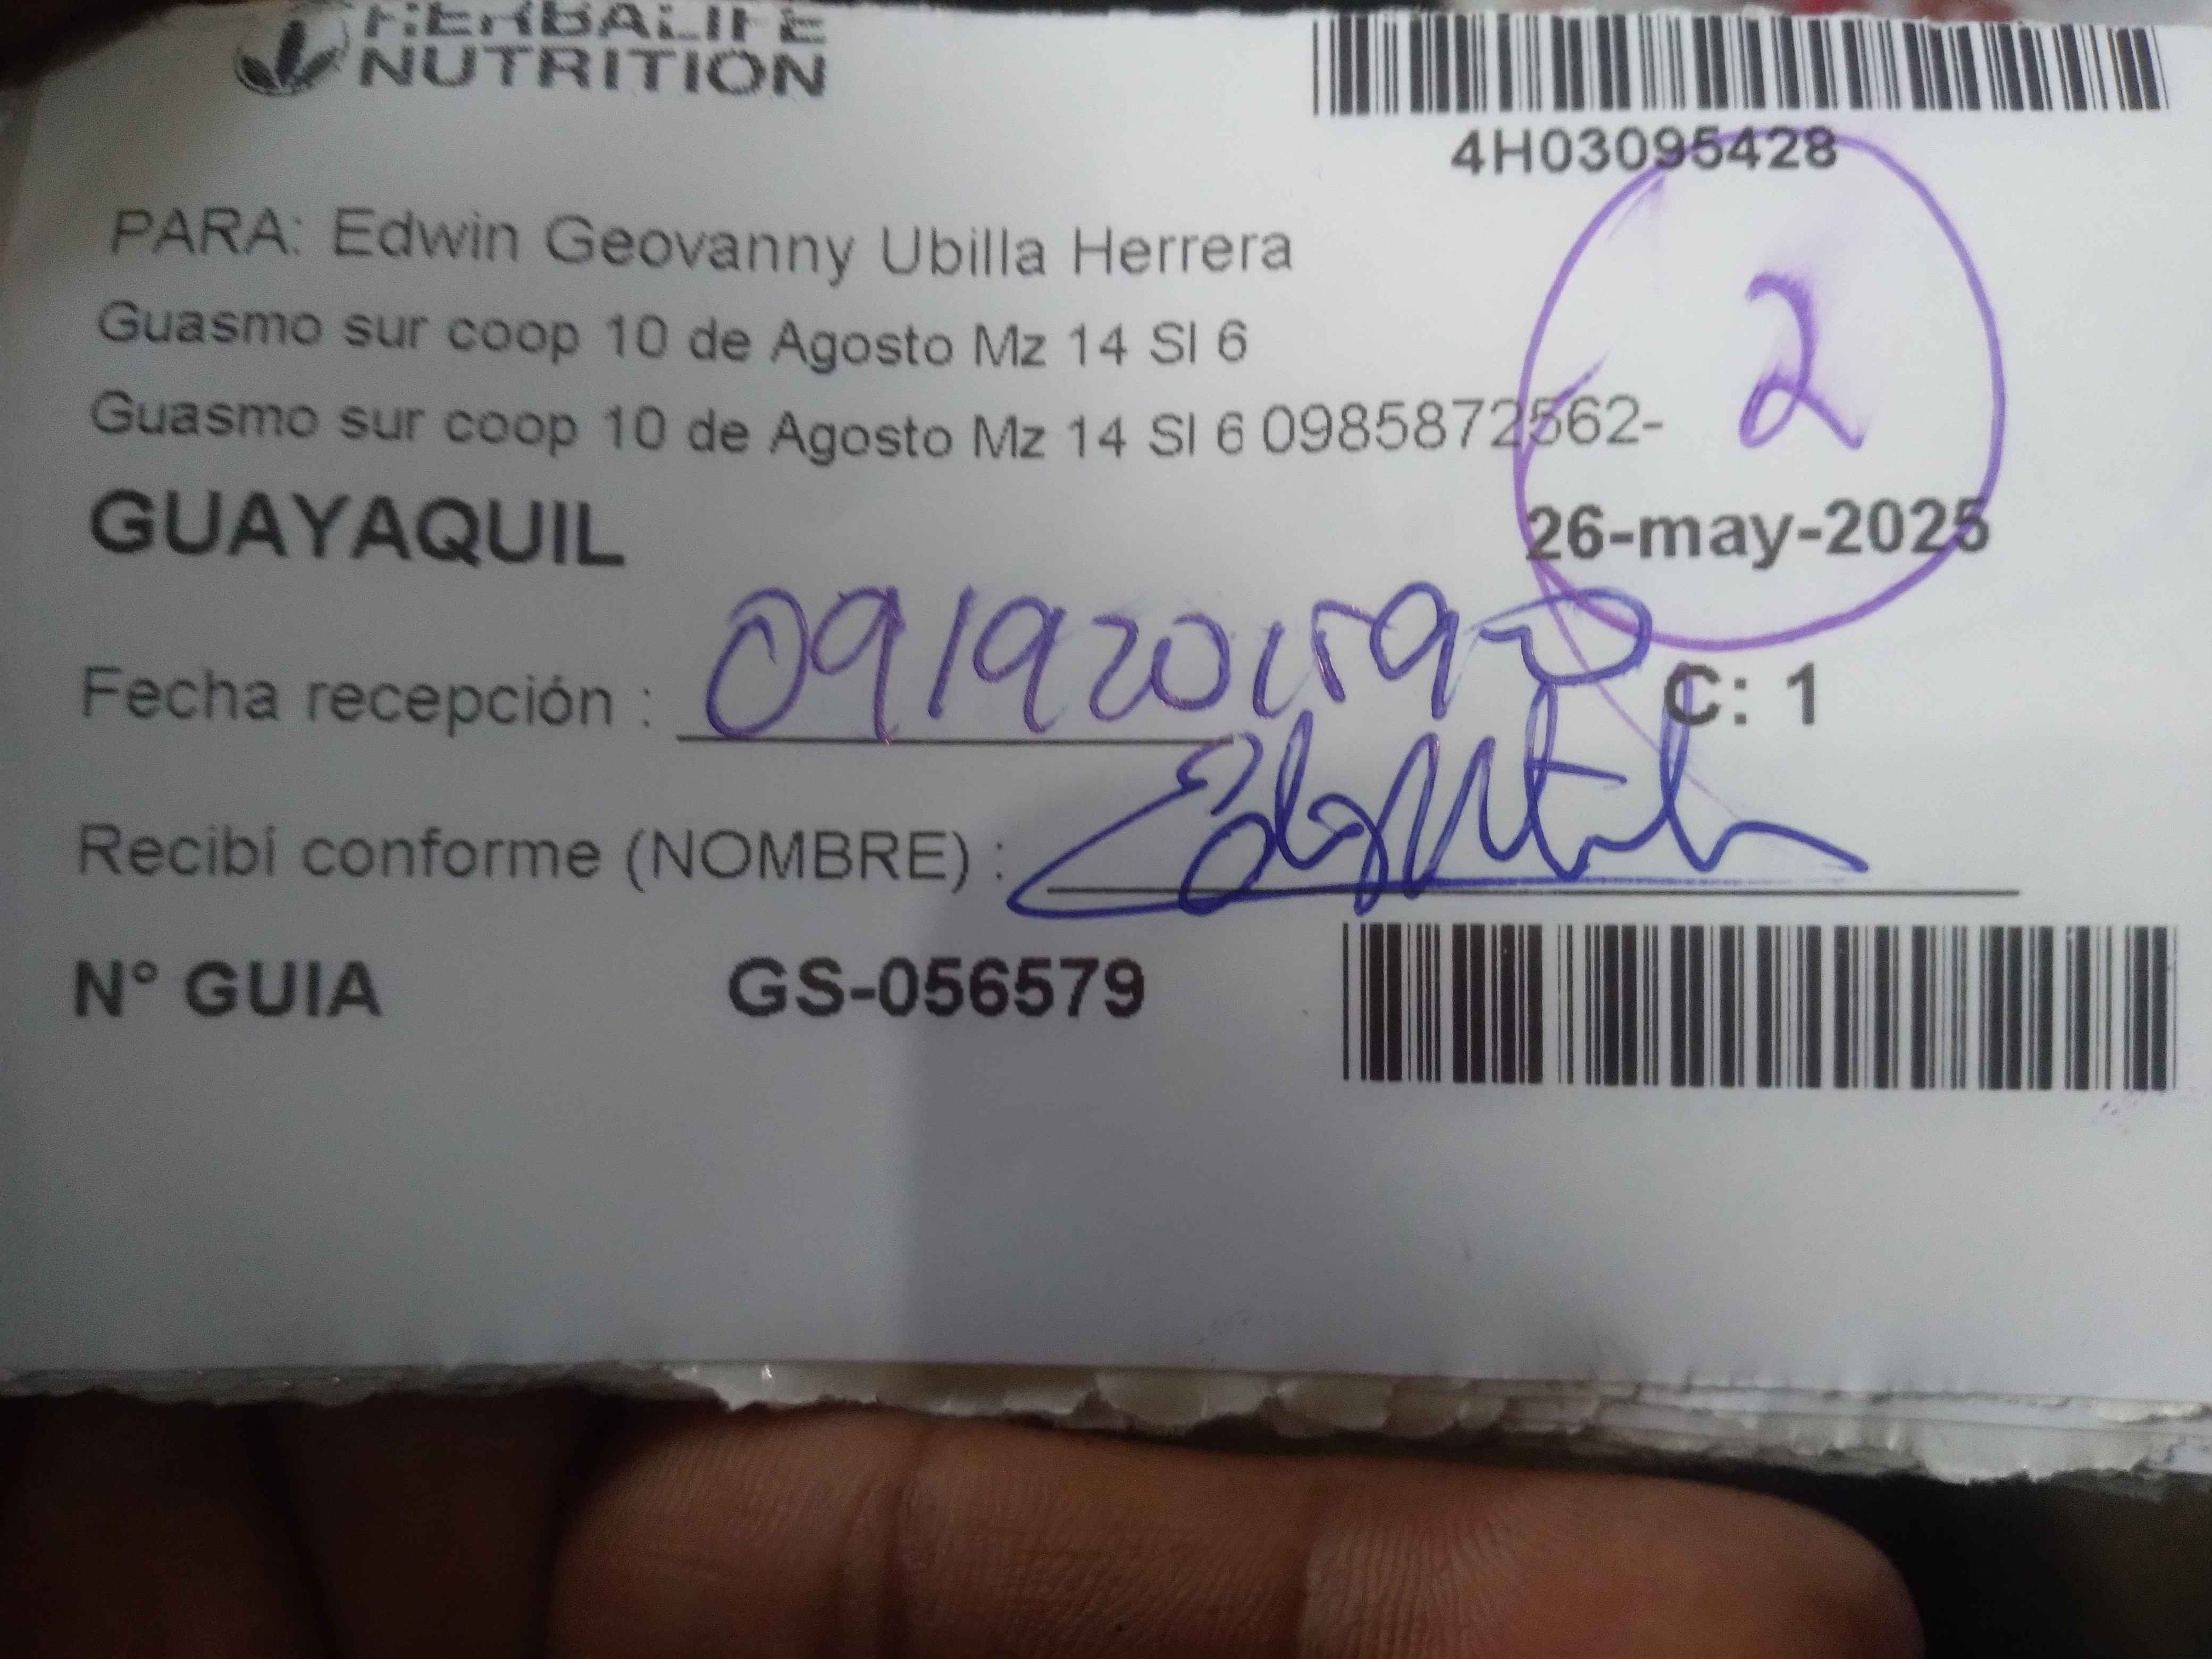 HERBALIFE
NUTRITION
4H03095428
PARA: Edwin Geovanny Ubilla Herrera
Guasmo sur coop 10 de Agosto Mz 14 Sl 6
Guasmo sur coop 10 de Agosto Mz 14 Sl 6 0985872562-
2
GUAYAQUIL
26-may-2025
Fecha recepción :
C: 1
Recibí conforme (NOMBRE) :
N° GUIA GS-056579